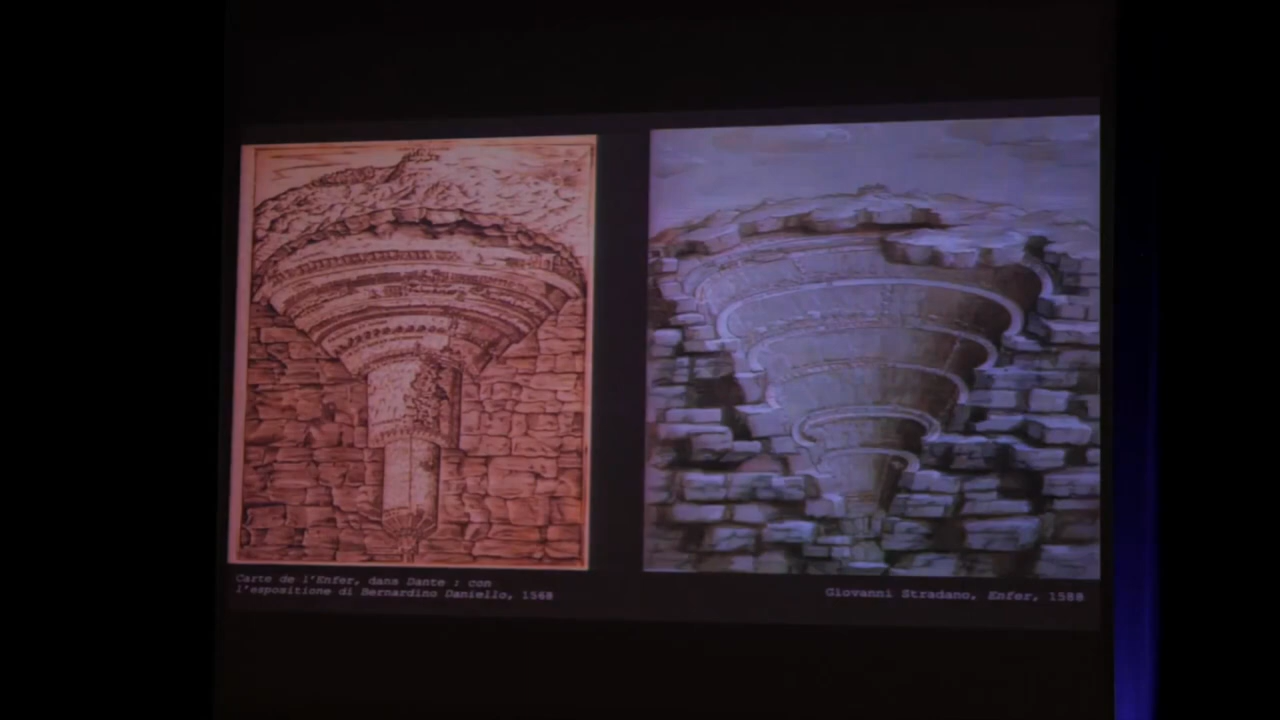 Carte de l'Enfer, dans Dante : con
l'espositione di Bernardino Daniello, 1568
Giovanni Stradano, Enfer, 1588